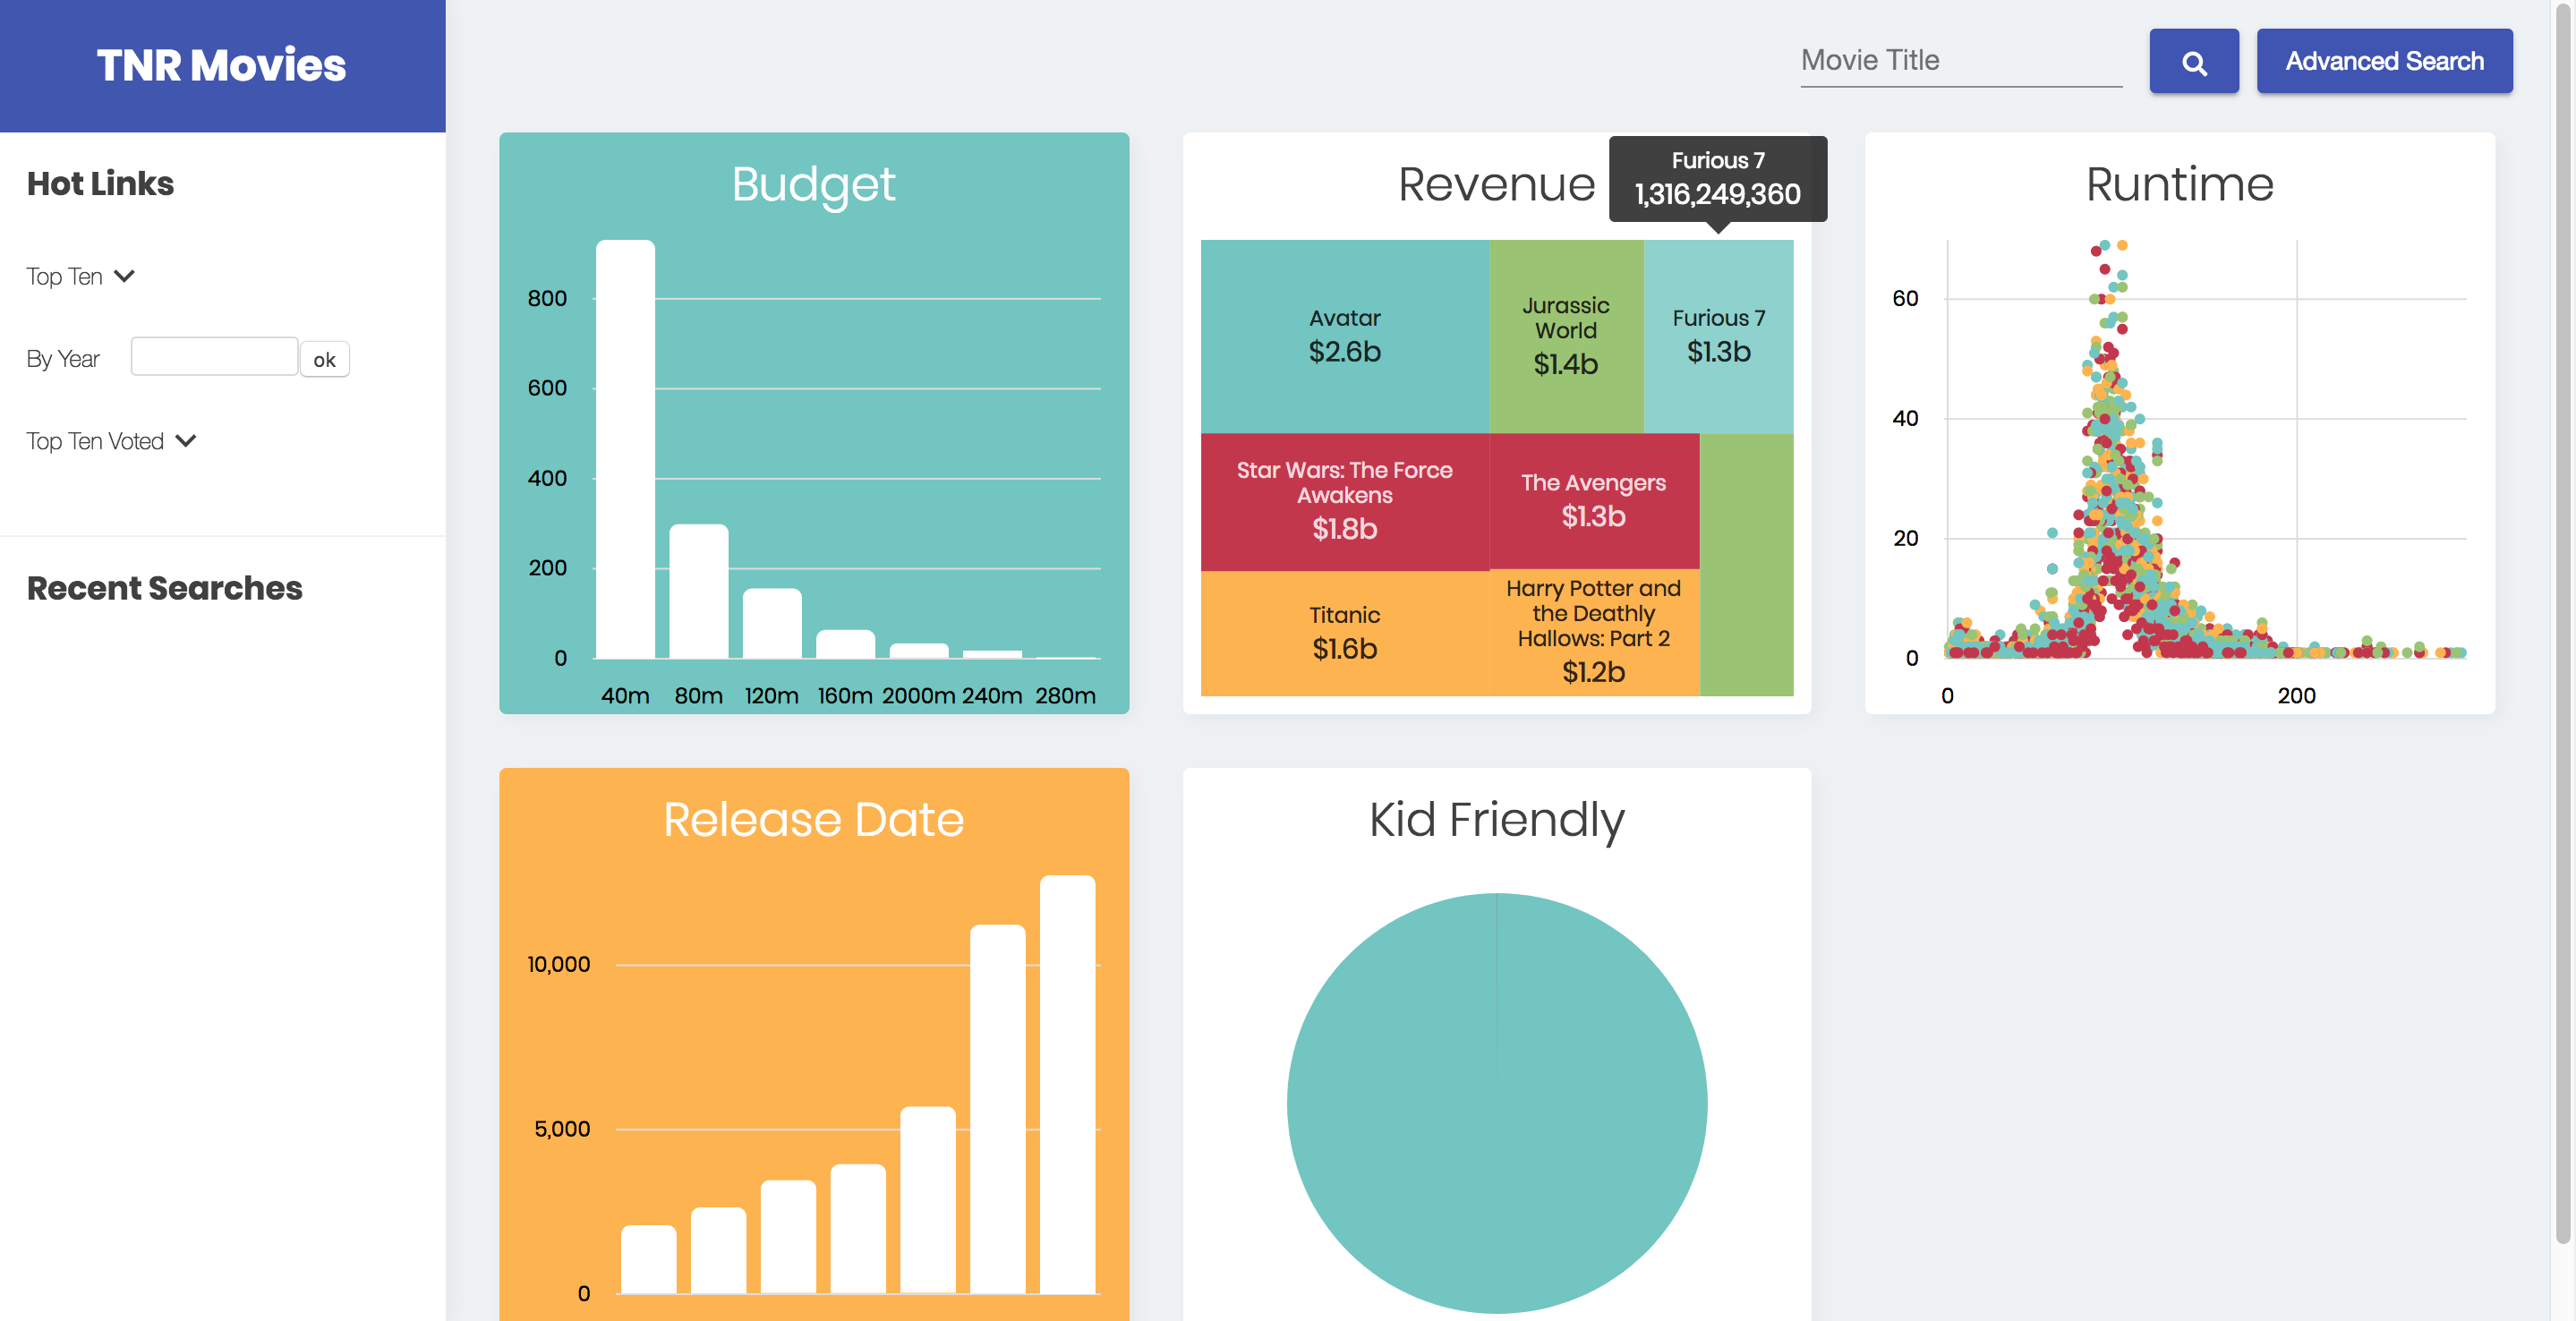 TNR Movies
Hot Links
Top Ten
By Year
ok
Top Ten Voted
Recent Searches
Movie Title
Advanced Search
Budget
800
600
400
200
0
40m 80m 120m 160m 2000m 240m 280m
Revenue
Furious 7
1,316,249,360
Avatar
$2.6b
Jurassic
World
$1.4b
Furious 7
$1.3b
Star Wars: The Force
Awakens
$1.8b
The Avengers
$1.3b
Titanic
$1.6b
Harry Potter and
the Deathly
Hallows: Part 2
$1.2b
Runtime
60
40
20
0
0 200
Release Date
10,000
5,000
0
Kid Friendly